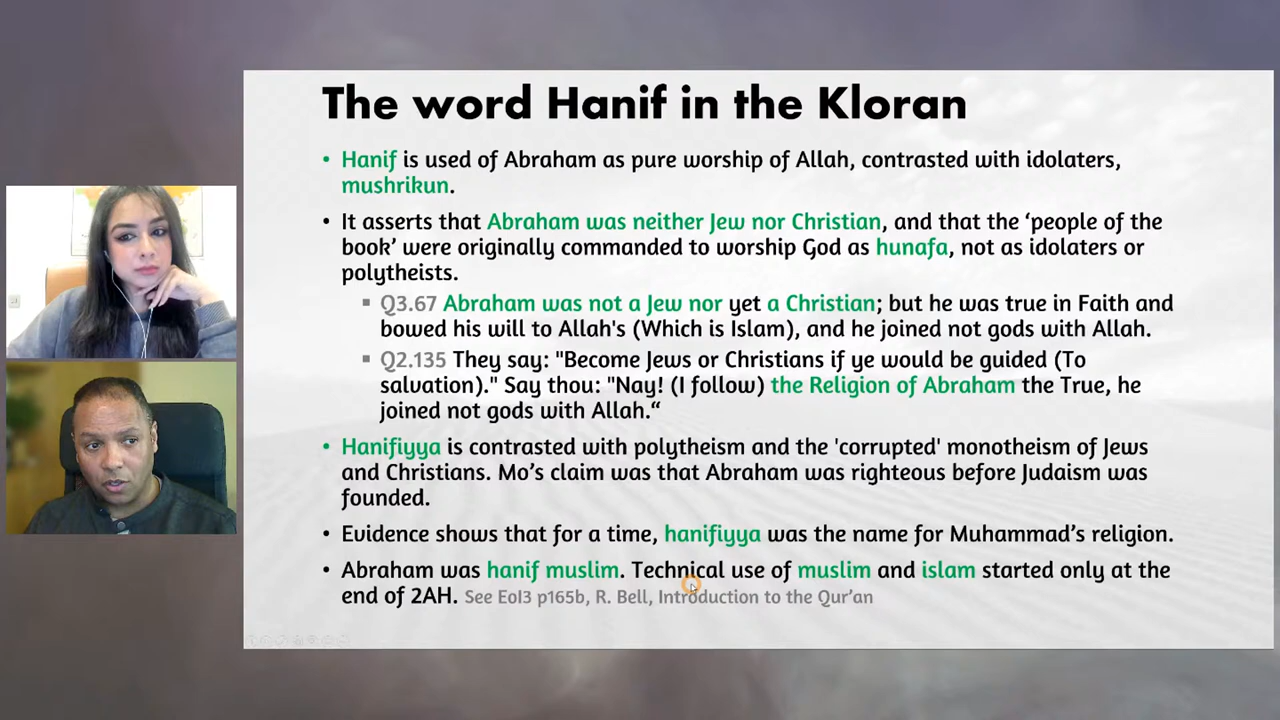 The word Hanif in the Kloran
• Hanif is used of Abraham as pure worship of Allah, contrasted with idolaters,
mushrikun.
• It asserts that Abraham was neither Jew nor Christian, and that the ‘people of the
book’ were originally commanded to worship God as hunafa, not as idolaters or
polytheists.
▪ Q3.67 Abraham was not a Jew nor yet a Christian; but he was true in Faith and
bowed his will to Allah's (Which is Islam), and he joined not gods with Allah.
▪ Q2.135 They say: "Become Jews or Christians if ye would be guided (To
salvation)." Say thou: "Nay! (I follow) the Religion of Abraham the True, he
joined not gods with Allah.“
• Hanifiyya is contrasted with polytheism and the 'corrupted' monotheism of Jews
and Christians. Mo’s claim was that Abraham was righteous before Judaism was
founded.
• Evidence shows that for a time, hanifiyya was the name for Muhammad’s religion.
• Abraham was hanif muslim. Technical use of muslim and islam started only at the
end of 2AH. See EoI3 p165b, R. Bell, Introduction to the Qur’an